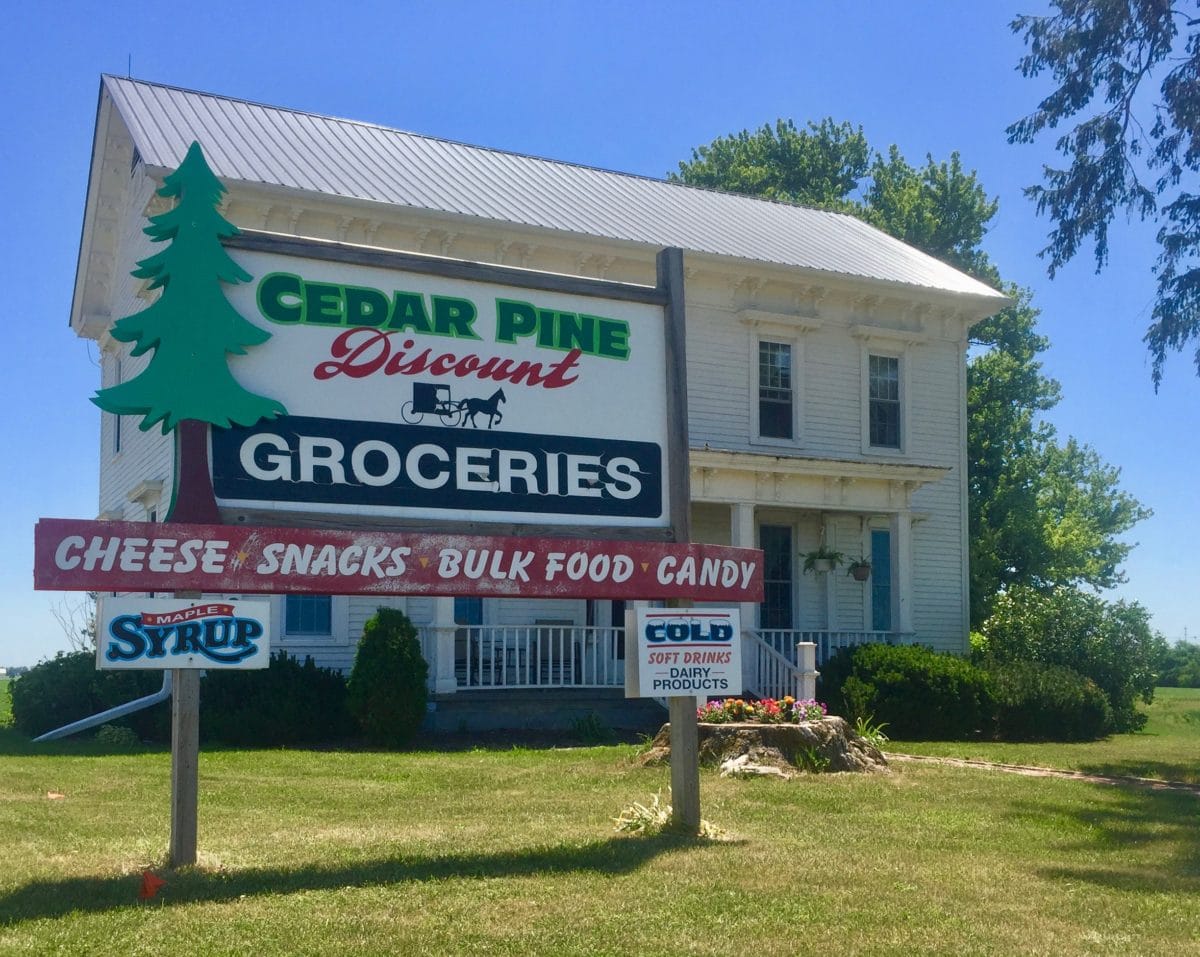 CEDAR PINE
Discount
GROCERIES
CHEESE SNACKS BULK FOOD CANDY
MAPLE
SYRUP
COLD
SOFT DRINKS
DAIRY
PRODUCTS